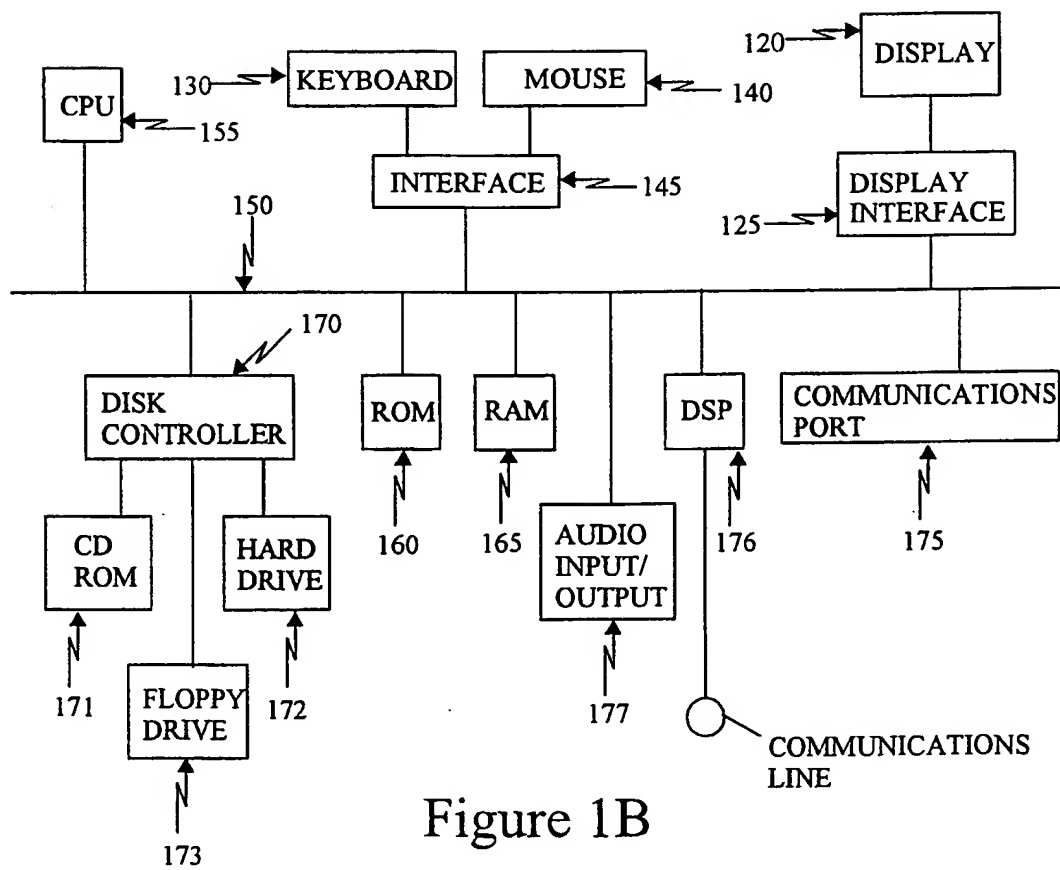 120
DISPLAY
130
KEYBOARD
MOUSE
140
CPU
155
INTERFACE
145
DISPLAY
INTERFACE
125
150
170
DISK
CONTROLLER
ROM
RAM
DSP
COMMUNICATIONS
PORT
CD
ROM
HARD
DRIVE
160
165
AUDIO
INPUT/
OUTPUT
176
175
171
FLOPPY
DRIVE
172
177
COMMUNICATIONS
LINE
173
Figure 1B